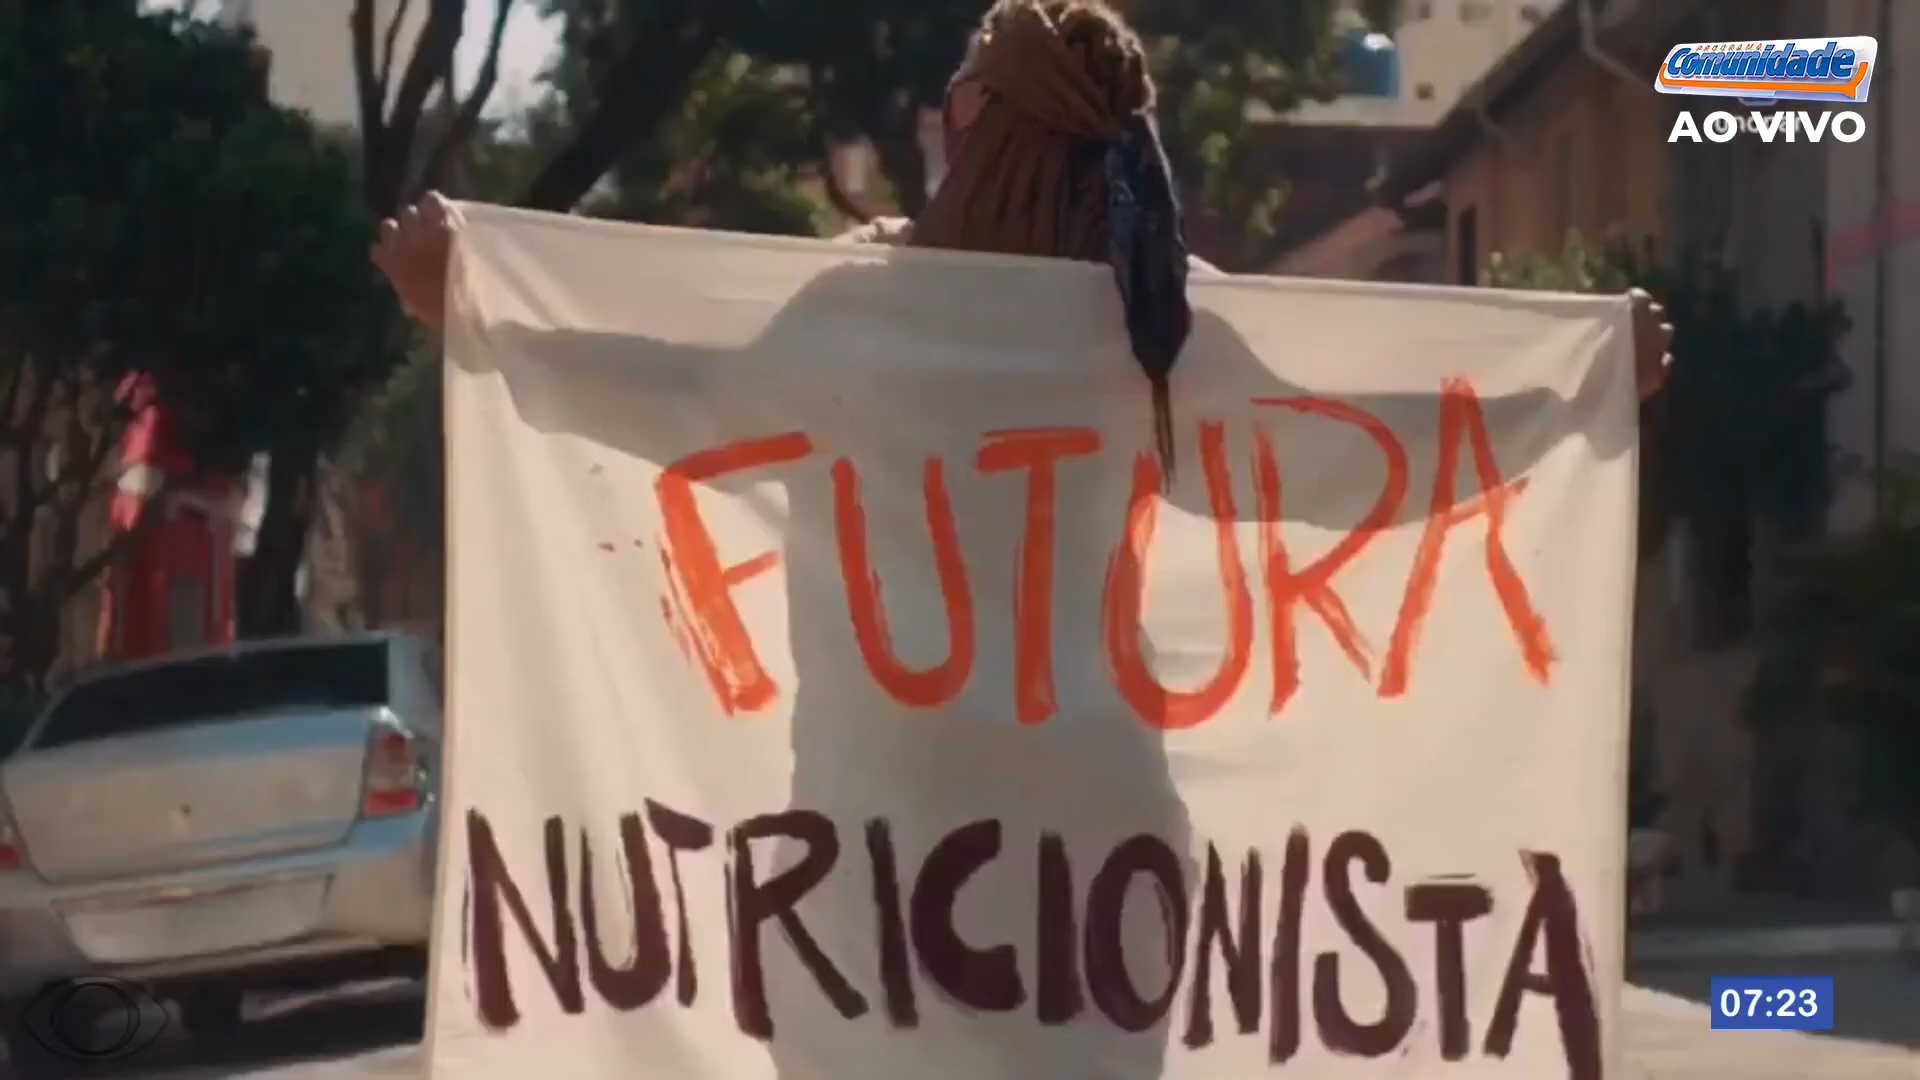 PROGRAMA
Comunidade
AO VIVO
FUTURA
NUTRICIONISTA
07:23